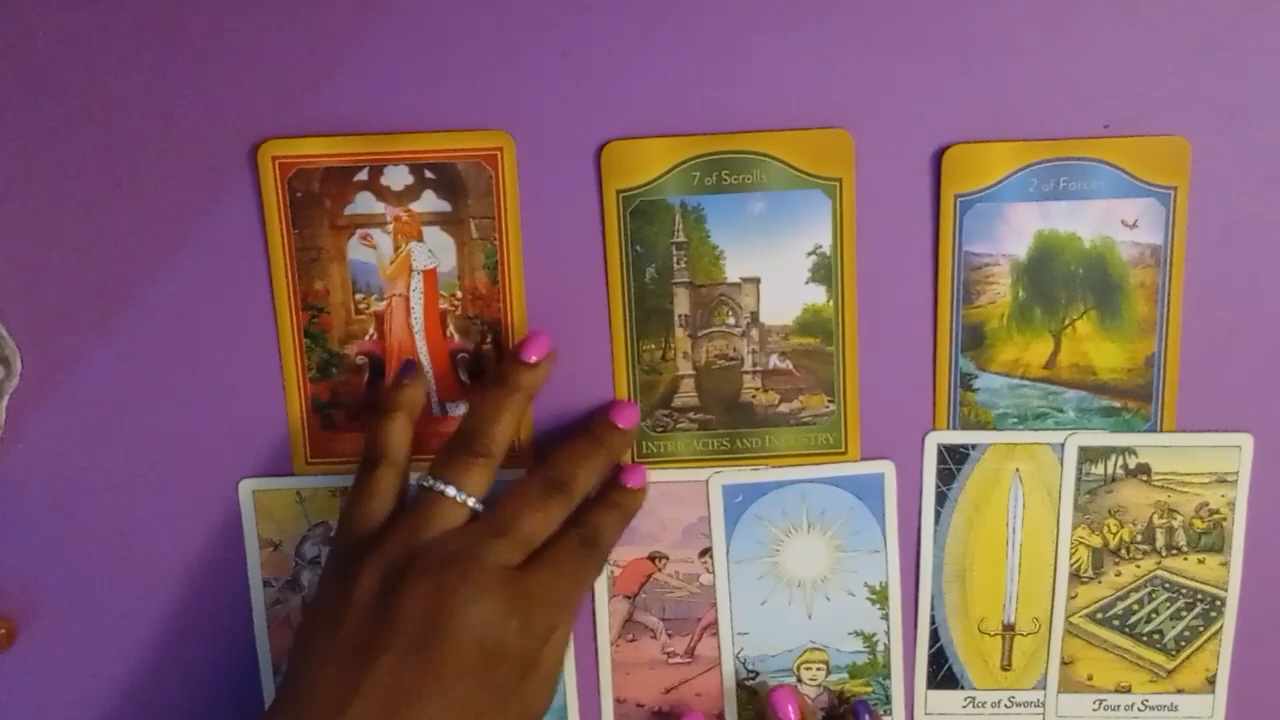 7 of Scrolls
2 of Forces
INTRICACIES AND INDUSTRY
Ace of Swords
Four of Swords